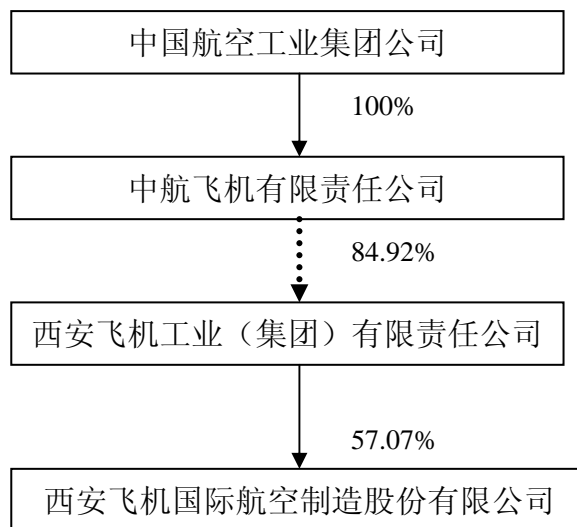 中国航空工业集团公司
100%
中航飞机有限责任公司
84.92%
西安飞机工业（集团）有限责任公司
57.07%
西安飞机国际航空制造股份有限公司